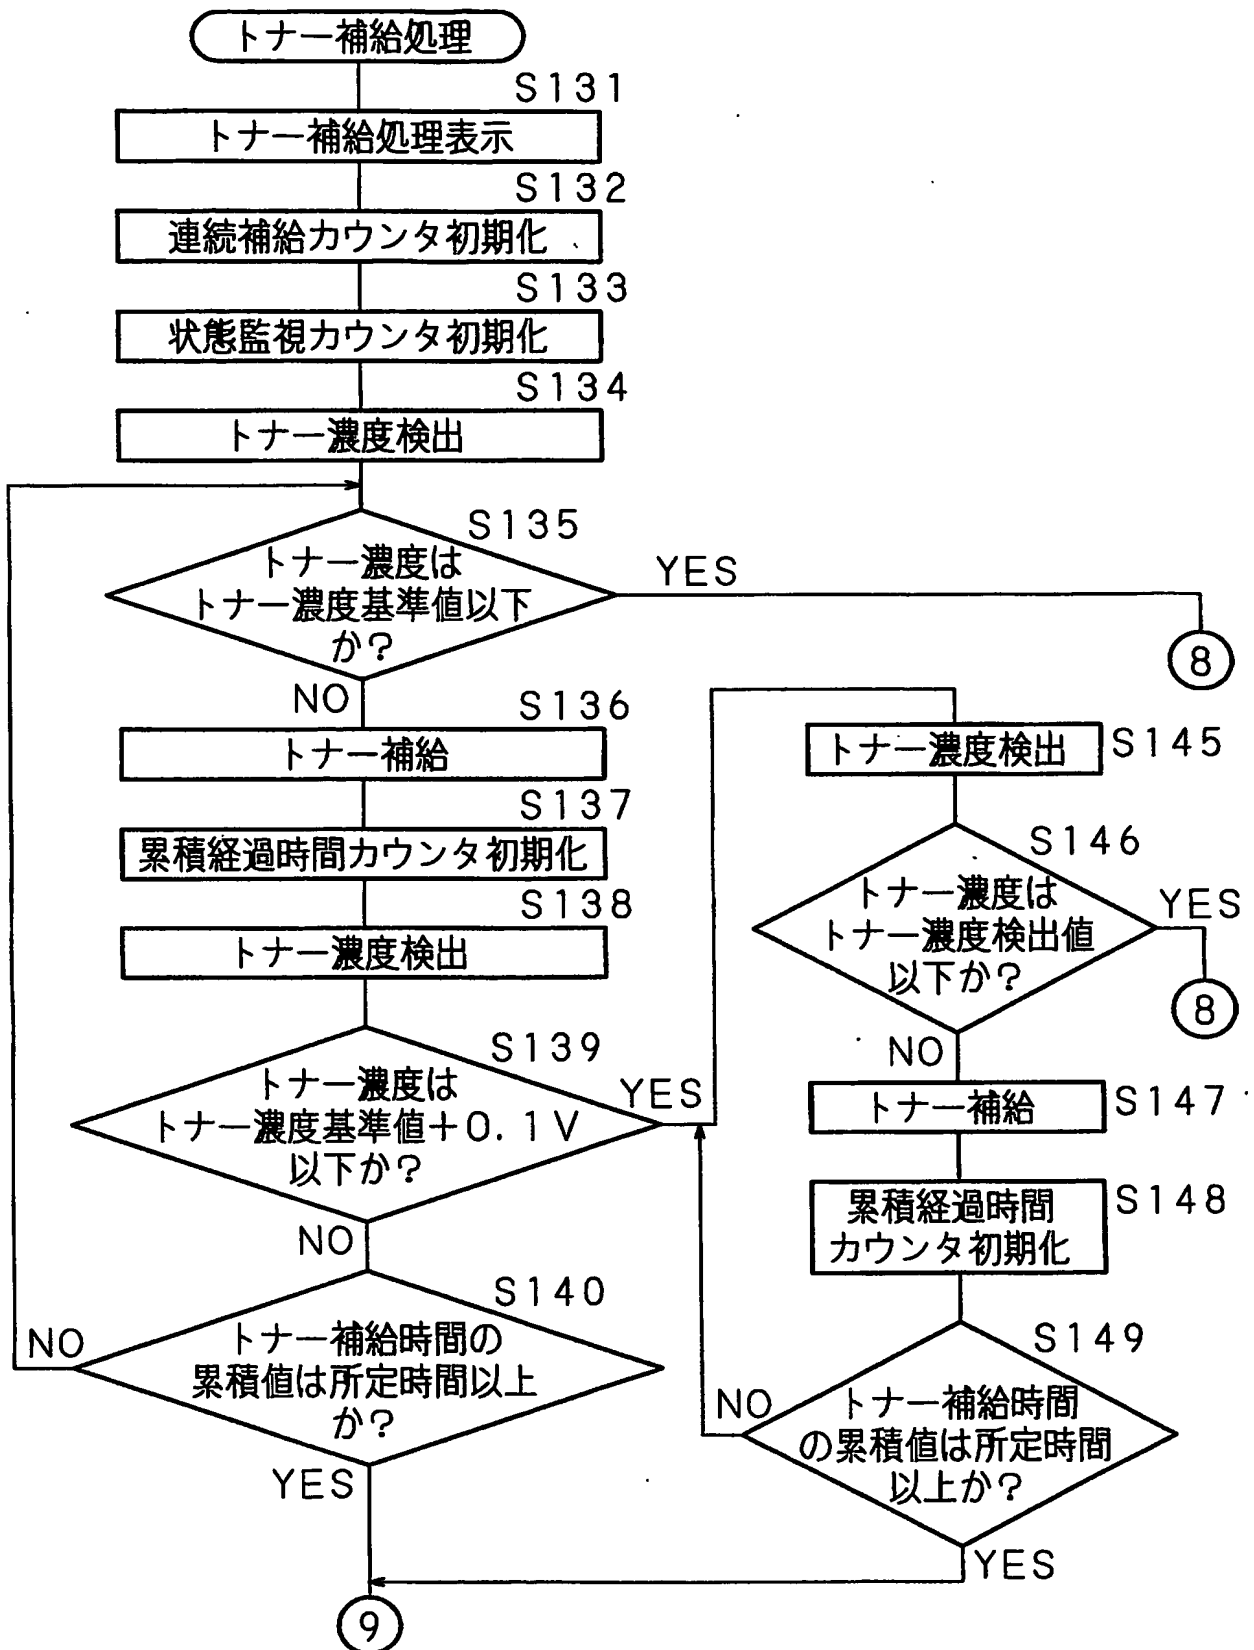 トナー補給処理
S131
トナー補給処理表示
S132
連続補給カウンタ初期化
S133
状態監視カウンタ初期化
S134
トナー濃度検出
S135
トナー濃度は
トナー濃度基準値以下
か？
YES
8
NO
S136
トナー補給
S137
累積経過時間カウンタ初期化
S138
トナー濃度検出
S139
トナー濃度は
トナー濃度基準値＋0.1V
以下か？
YES
NO
S140
トナー補給時間の
累積値は所定時間以上
か？
NO
YES
9
トナー濃度検出
S145
S146
トナー濃度は
トナー濃度検出値
以下か？
YES
8
NO
トナー補給
S147
累積経過時間
カウンタ初期化
S148
S149
トナー補給時間
の累積値は所定時間
以上か？
NO
YES